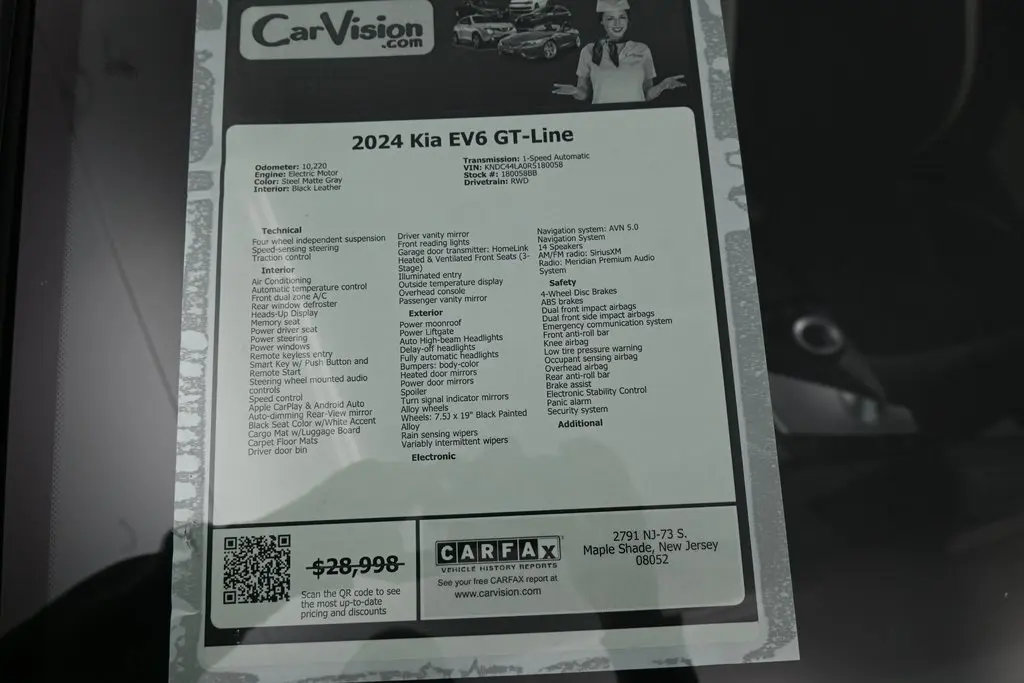 CarVision
.com
2024 Kia EV6 GT-Line
Odometer: 10,220
Engine: Electric Motor
Color: Steel Matte Gray
Interior: Black Leather
Transmission: 1-Speed Automatic
VIN: KNDC44LA0R5180058
Stock #: 180058BB
Drivetrain: RWD
Technical
Four wheel independent suspension
Speed-sensing steering
Traction control
Interior
Air Conditioning
Automatic temperature control
Front dual zone A/C
Rear window defroster
Heads-Up Display
Memory seat
Power driver seat
Power steering
Power windows
Remote keyless entry
Smart Key w/ Push Button and
Remote Start
Steering wheel mounted audio
controls
Speed control
Apple CarPlay & Android Auto
Auto-dimming Rear-View mirror
Black Seat Color w/White Accent
Cargo Mat w/Luggage Board
Carpet Floor Mats
Driver door bin
Driver vanity mirror
Front reading lights
Garage door transmitter: HomeLink
Heated & Ventilated Front Seats (3-
Stage)
Illuminated entry
Outside temperature display
Overhead console
Passenger vanity mirror
Exterior
Power moonroof
Power Liftgate
Auto High-beam Headlights
Delay-off headlights
Fully automatic headlights
Bumpers: body-color
Heated door mirrors
Power door mirrors
Spoiler
Turn signal indicator mirrors
Alloy wheels
Wheels: 7.5J x 19" Black Painted
Alloy
Rain sensing wipers
Variably intermittent wipers
Electronic
Navigation system: AVN 5.0
Navigation System
14 Speakers
AM/FM radio: SiriusXM
Radio: Meridian Premium Audio
System
Safety
4-Wheel Disc Brakes
ABS brakes
Dual front impact airbags
Dual front side impact airbags
Emergency communication system
Front anti-roll bar
Knee airbag
Low tire pressure warning
Occupant sensing airbag
Overhead airbag
Rear anti-roll bar
Brake assist
Electronic Stability Control
Panic alarm
Security system
Additional
$28,998
Scan the QR code to see
the most up-to-date
pricing and discounts
CARFAX
VEHICLE HISTORY REPORTS
See your free CARFAX report at
www.carvision.com
2791 NJ-73 S.
Maple Shade, New Jersey
08052